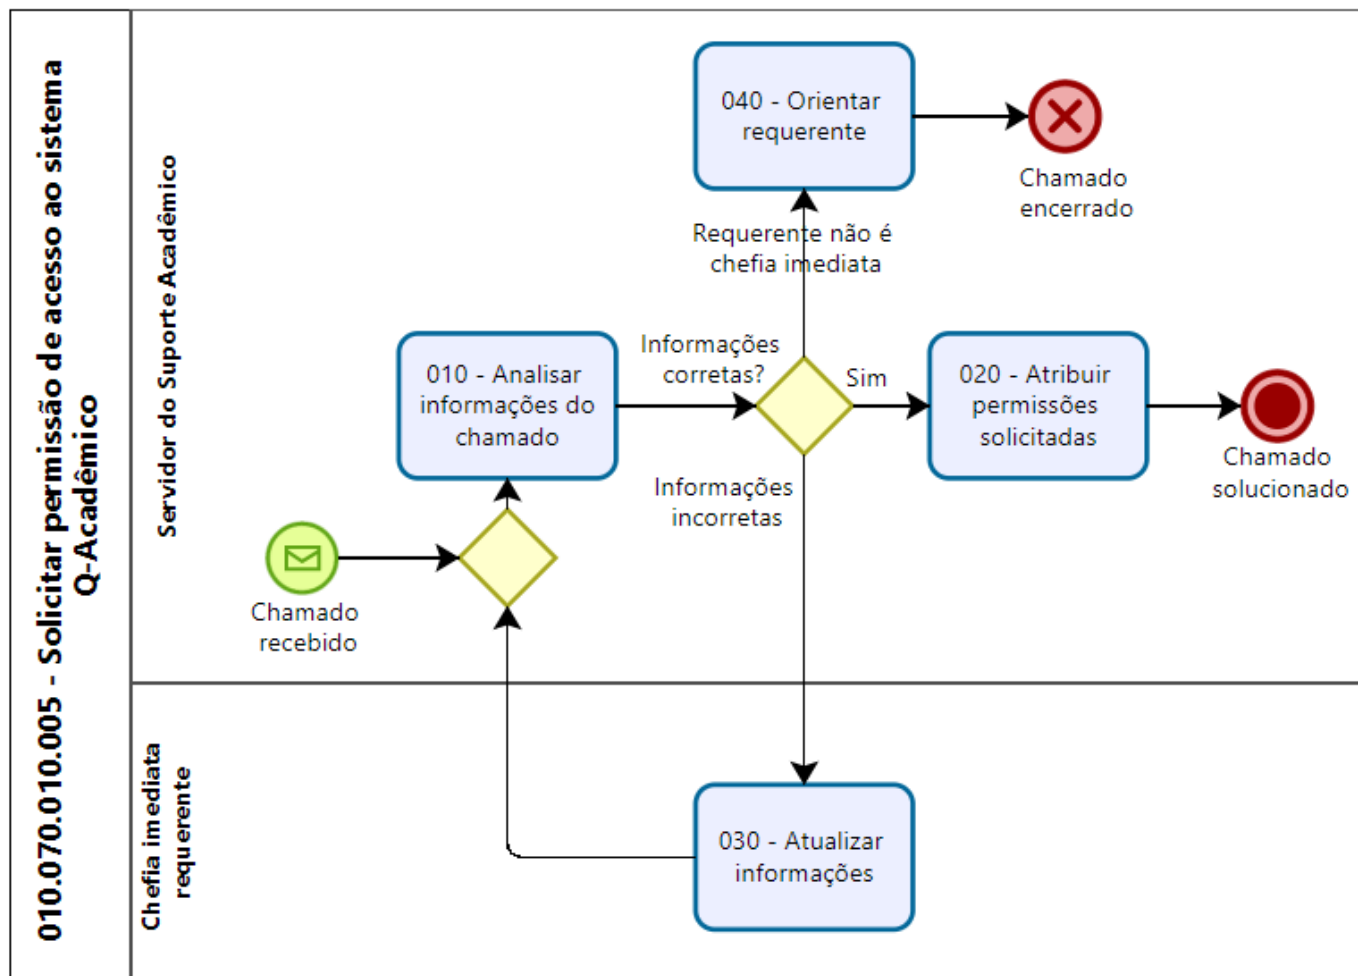 010.070.010.005 - Solicitar permissão de acesso ao sistema
Q-Acadêmico
Servidor do Suporte Acadêmico
040 - Orientar
requerente
Chamado
encerrado
Requerente não é
chefia imediata
010 - Analisar
informações do
chamado
Informações
corretas?
Sim
020 - Atribuir
permissões
solicitadas
Chamado
solucionado
Informações
incorretas
Chamado
recebido
Chefia imediata
requerente
030 - Atualizar
informações